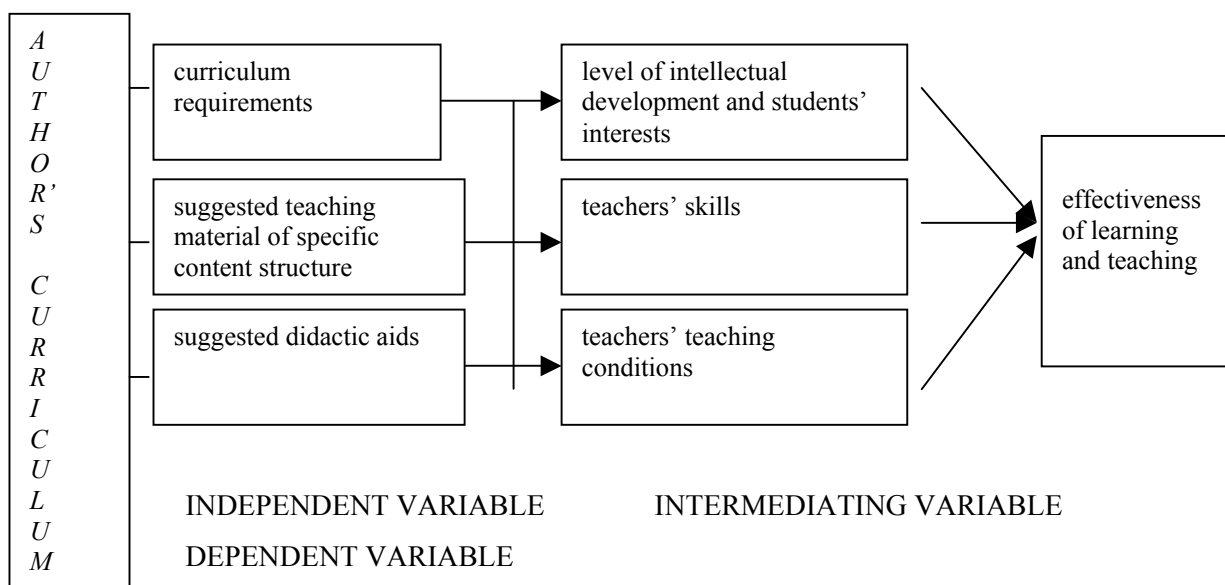 A
U
T
H
O
R’
S
C
U
R
R
I
C
U
L
U
M
curriculum
requirements
suggested teaching
material of specific
content structure
suggested didactic aids
level of intellectual
development and students’
interests
teachers’ skills
teachers’ teaching
conditions
effectiveness
of learning
and teaching
INDEPENDENT VARIABLE
INTERMEDIATING VARIABLE
DEPENDENT VARIABLE